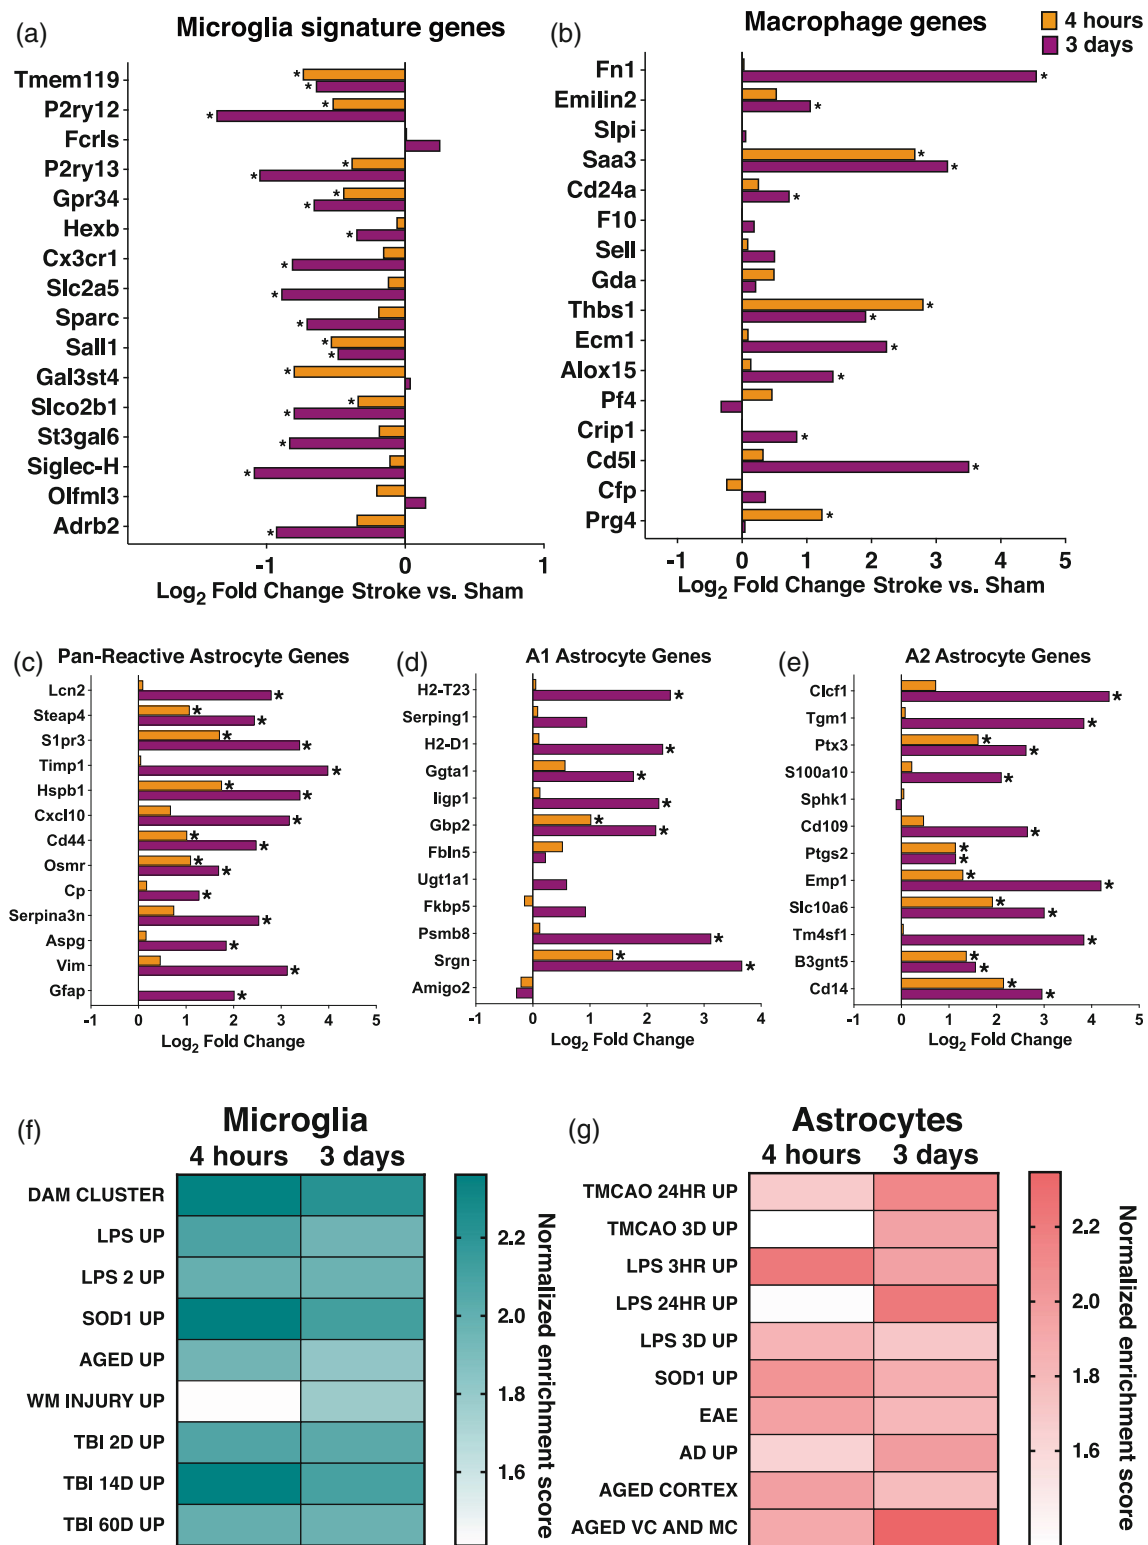 (a)
Microglia signature genes
Tmem119
P2ry12
Fcrls
P2ry13
Gpr34
Hexb
Cx3cr1
Slc2a5
Sparc
Sall1
Gal3st4
Slco2b1
St3gal6
Siglec-H
Olfml3
Adrb2
* * * * * * * * * * * * * * * * * * * *
-1 0 1
Log2 Fold Change Stroke vs. Sham
(b)
Macrophage genes
4 hours
3 days
Fn1 *
Emilin2 *
Slpi
Saa3 * *
Cd24a *
F10
Sell
Gda
Thbs1 * *
Ecm1 *
Alox15 *
Pf4
Crip1 *
Cd5l *
Cfp
Prg4 *
-1 0 1 2 3 4 5
Log2 Fold Change Stroke vs. Sham
(c)
Pan-Reactive Astrocyte Genes
Lcn2 *
Steap4 * *
S1pr3 * *
Timp1 *
Hspb1 * *
Cxcl10 *
Cd44 * *
Osmr * *
Cp *
Serpina3n *
Aspg *
Vim *
Gfap *
-1 0 1 2 3 4 5
Log2 Fold Change
(d)
A1 Astrocyte Genes
H2-T23 *
Serping1
H2-D1 *
Ggta1 *
Iigp1 *
Gbp2 * *
Fbln5
Ugt1a1
Fkbp5
Psmb8 *
Srgn * *
Amigo2
-1 0 1 2 3 4
Log2 Fold Change
(e)
A2 Astrocyte Genes
Clcf1 *
Tgm1 *
Ptx3 * *
S100a10 *
Sphk1
Cd109 *
Ptgs2 * *
Emp1 * *
Slc10a6 * *
Tm4sf1 *
B3gnt5 * *
Cd14 * *
-1 0 1 2 3 4 5
Log2 Fold Change
(f)
Microglia
4 hours 3 days
DAM CLUSTER
LPS UP
LPS 2 UP
SOD1 UP
AGED UP
WM INJURY UP
TBI 2D UP
TBI 14D UP
TBI 60D UP
2.2
2.0
1.8
1.6
Normalized enrichment score
(g)
Astrocytes
4 hours 3 days
TMCAO 24HR UP
TMCAO 3D UP
LPS 3HR UP
LPS 24HR UP
LPS 3D UP
SOD1 UP
EAE
AD UP
AGED CORTEX
AGED VC AND MC
2.2
2.0
1.8
1.6
Normalized enrichment score